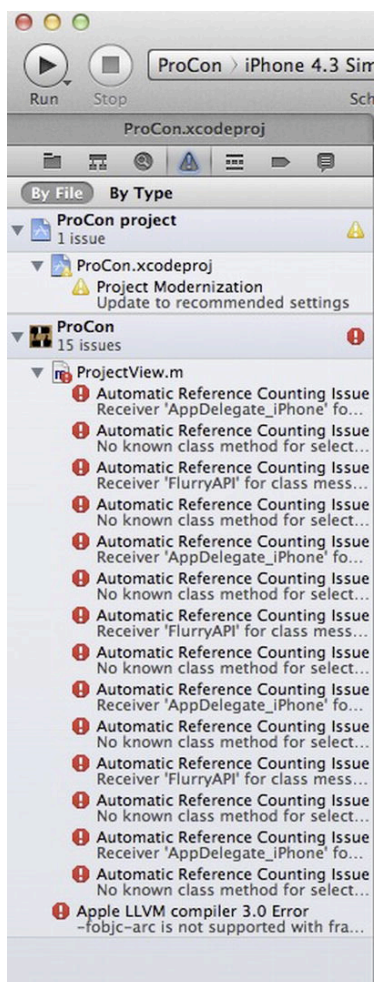 ProCon › iPhone 4.3 Sim
Run
Stop
Sch
ProCon.xcodeproj
By File
By Type
ProCon project
1 issue
ProCon.xcodeproj
Project Modernization
Update to recommended settings
ProCon
15 issues
ProjectView.m
Automatic Reference Counting Issue
Receiver 'AppDelegate_iPhone' fo...
Automatic Reference Counting Issue
No known class method for select...
Automatic Reference Counting Issue
Receiver 'FlurryAPI' for class mess...
Automatic Reference Counting Issue
No known class method for select...
Automatic Reference Counting Issue
Receiver 'AppDelegate_iPhone' fo...
Automatic Reference Counting Issue
No known class method for select...
Automatic Reference Counting Issue
Receiver 'FlurryAPI' for class mess...
Automatic Reference Counting Issue
No known class method for select...
Automatic Reference Counting Issue
Receiver 'AppDelegate_iPhone' fo...
Automatic Reference Counting Issue
No known class method for select...
Automatic Reference Counting Issue
Receiver 'FlurryAPI' for class mess...
Automatic Reference Counting Issue
No known class method for select...
Automatic Reference Counting Issue
Receiver 'AppDelegate_iPhone' fo...
Automatic Reference Counting Issue
No known class method for select...
Apple LLVM compiler 3.0 Error
-fobjc-arc is not supported with fra...